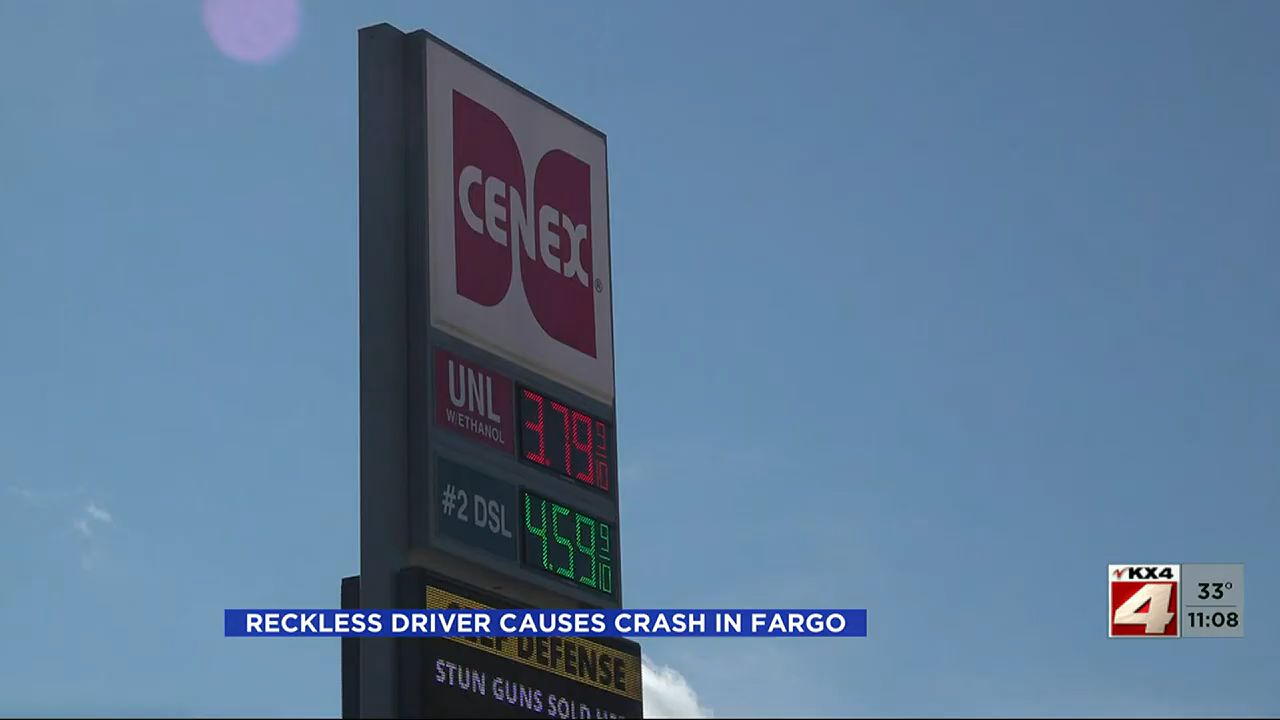 CENEX
®
UNL
W/ETHANOL
3.79 9/10
#2 DSL
4.59 9/10
RECKLESS DRIVER CAUSES CRASH IN FARGO
DEFENSE
STUN GUNS SOLD
KX4
4
33°
11:08